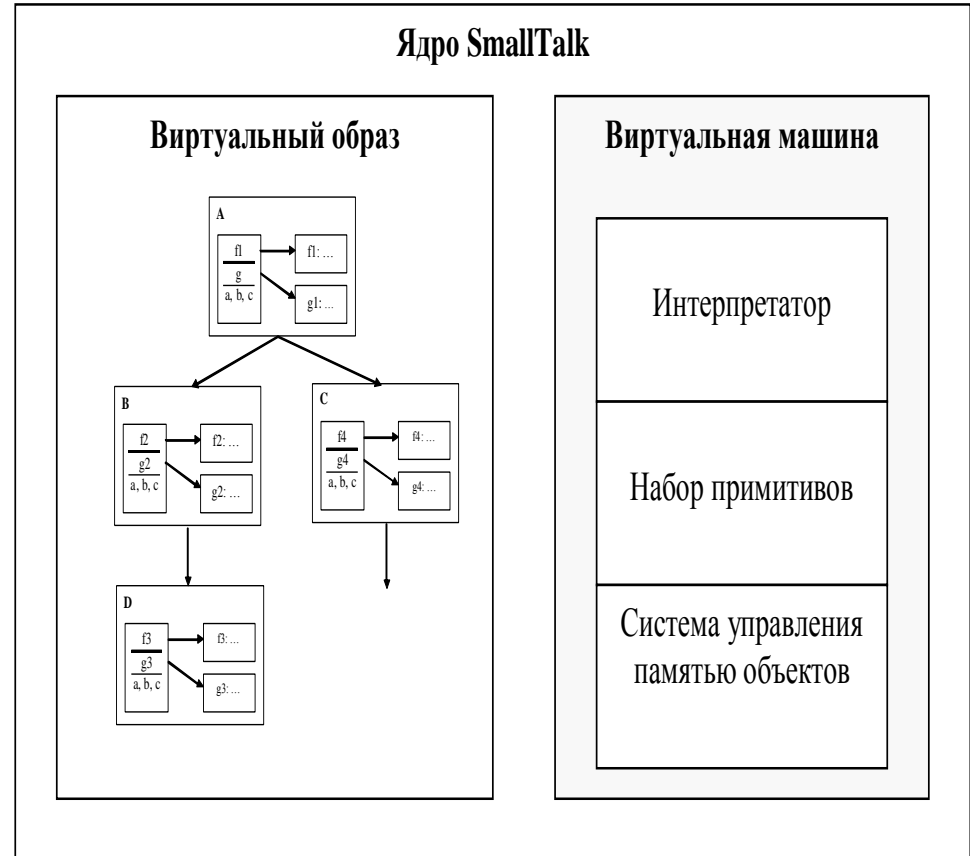 Ядро SmallTalk
Виртуальный образ
A
f1
g
a, b, c
f1: ...
g1: ...
B
f2
g2
a, b, c
f2: ...
g2: ...
C
f4
g4
a, b, c
f4: ...
g4: ...
D
f3
g3
a, b, c
f3: ...
g3: ...
Виртуальная машина
Интерпретатор
Набор примитивов
Система управления
памятью объектов